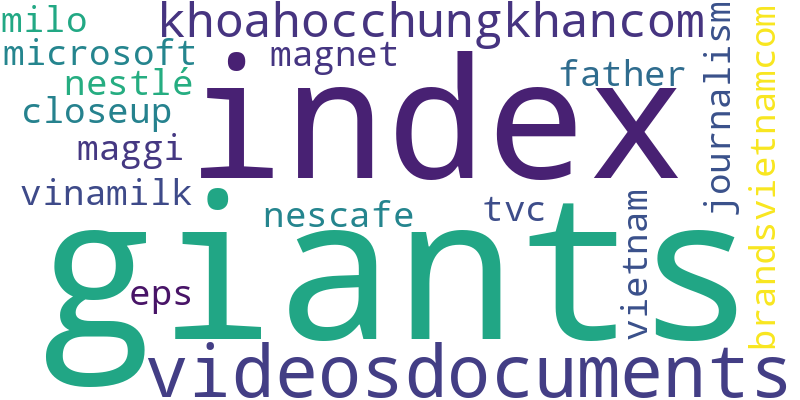 milo
khoahocchungkhancom
microsoft
magnet
nestlé
father
closeup
index
maggi
journalism
brandsvietnamcom
vinamilk
nescafe
tvc
vietnam
giants
eps
videosdocuments